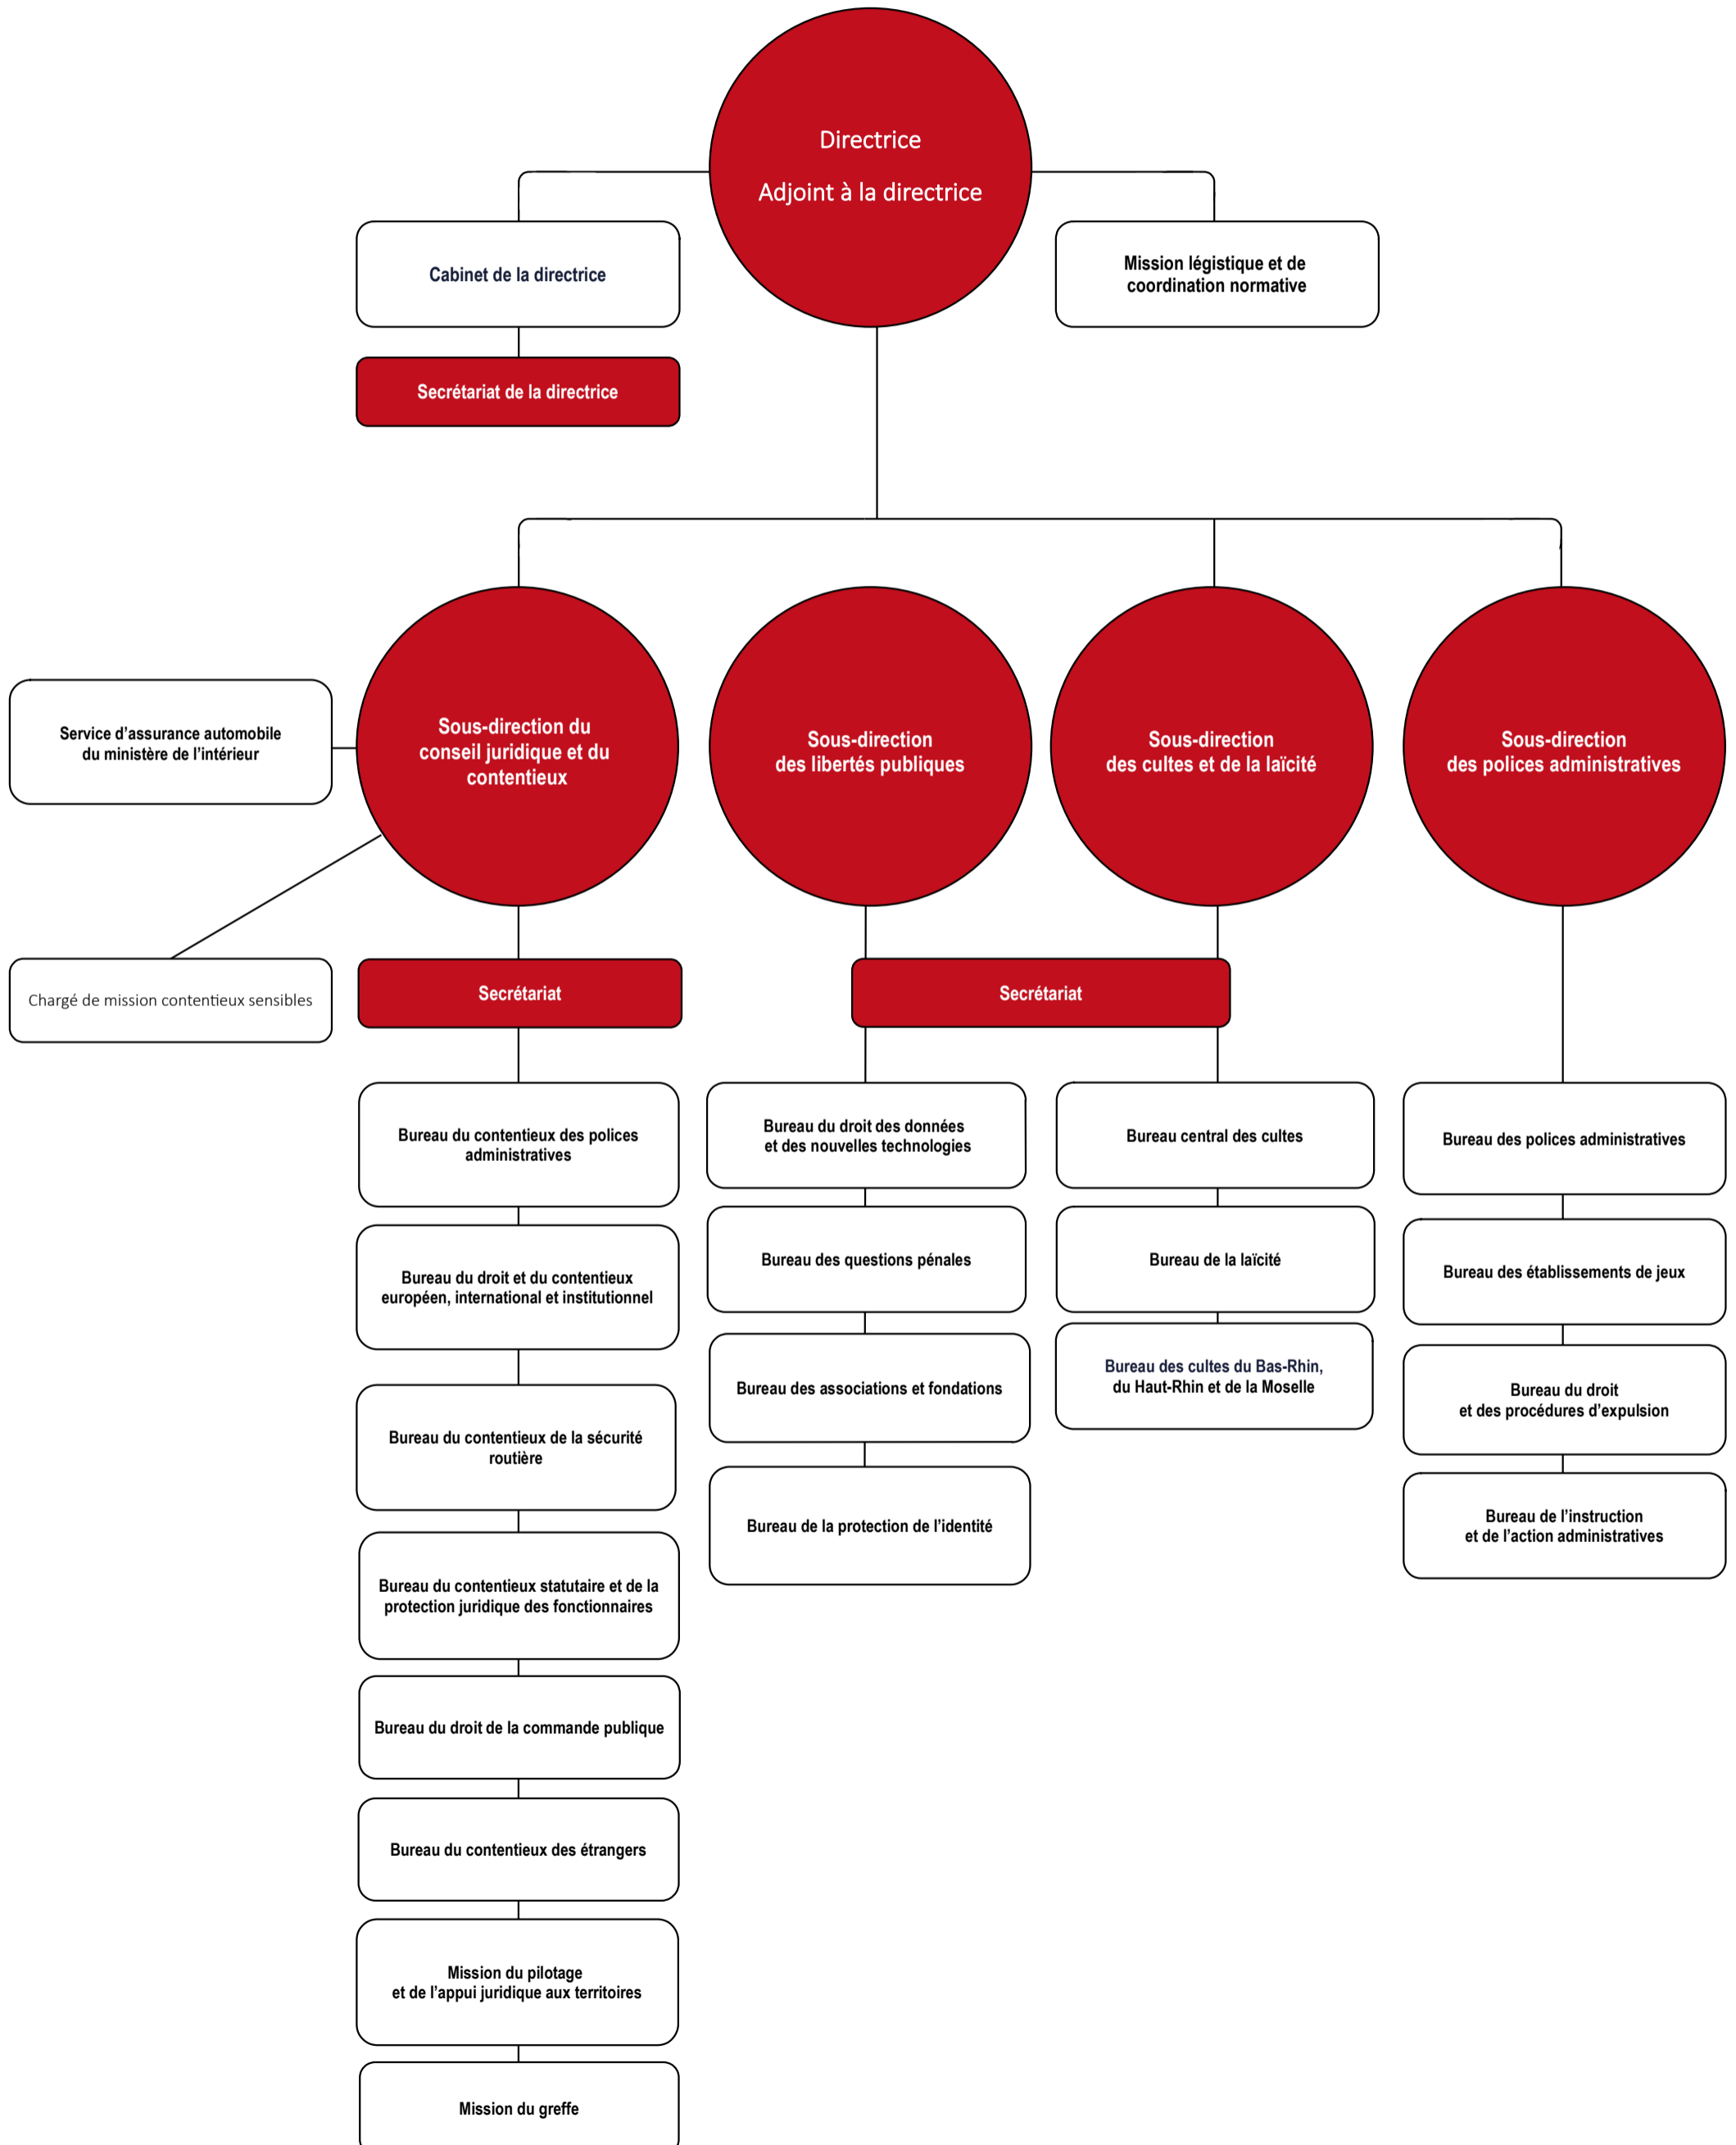 Directrice
Adjoint à la directrice
Cabinet de la directrice
Mission légistique et de
coordination normative
Secrétariat de la directrice
Service d’assurance automobile
du ministère de l’intérieur
Sous-direction du
conseil juridique et du
contentieux
Sous-direction
des libertés publiques
Sous-direction
des cultes et de la laïcité
Sous-direction
des polices administratives
Chargé de mission contentieux sensibles
Secrétariat
Secrétariat
Bureau du contentieux des polices
administratives
Bureau du droit et du contentieux
européen, international et institutionnel
Bureau du contentieux de la sécurité
routière
Bureau du contentieux statutaire et de la
protection juridique des fonctionnaires
Bureau du droit de la commande publique
Bureau du contentieux des étrangers
Mission du pilotage
et de l’appui juridique aux territoires
Mission du greffe
Bureau du droit des données
et des nouvelles technologies
Bureau des questions pénales
Bureau des associations et fondations
Bureau de la protection de l’identité
Bureau central des cultes
Bureau de la laïcité
Bureau des cultes du Bas-Rhin,
du Haut-Rhin et de la Moselle
Bureau des polices administratives
Bureau des établissements de jeux
Bureau du droit
et des procédures d’expulsion
Bureau de l’instruction
et de l’action administratives